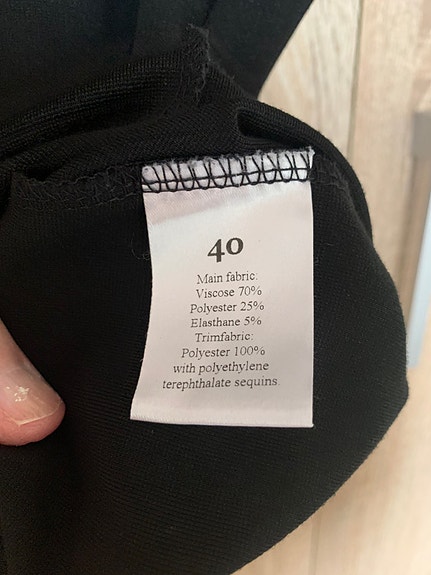 40
Main fabric:
Viscose 70%
Polyester 25%
Elasthane 5%
Trimfabric:
Polyester 100%
with polyethylene
terephthalate sequins.